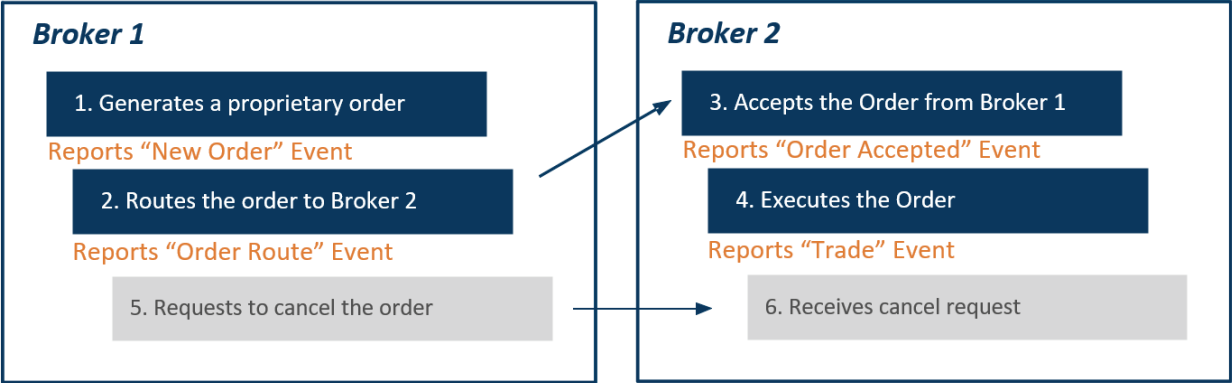 Broker 1
1. Generates a proprietary order
Reports “New Order” Event
2. Routes the order to Broker 2
Reports “Order Route” Event
5. Requests to cancel the order
Broker 2
3. Accepts the Order from Broker 1
Reports “Order Accepted” Event
4. Executes the Order
Reports “Trade” Event
6. Receives cancel request